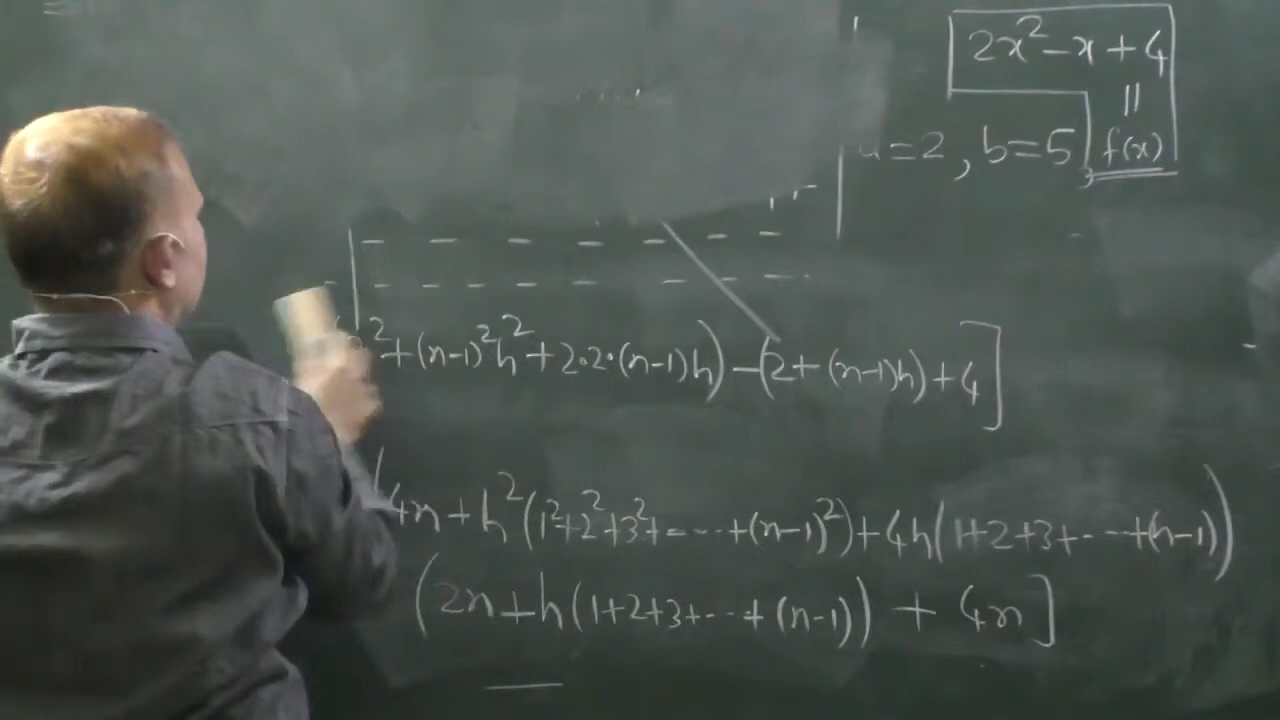 2x² - x + 4
||
a=2, b=5, f(x)
² + (n-1)²h² + 2·2·(n-1)h) - (2 + (n-1)h) + 4]
(4n + h²(1² + 2² + 3² + --- + (n-1)²) + 4h(1+2+3+---+(n-1)))
(2n + h(1+2+3+---+(n-1)) + 4n]